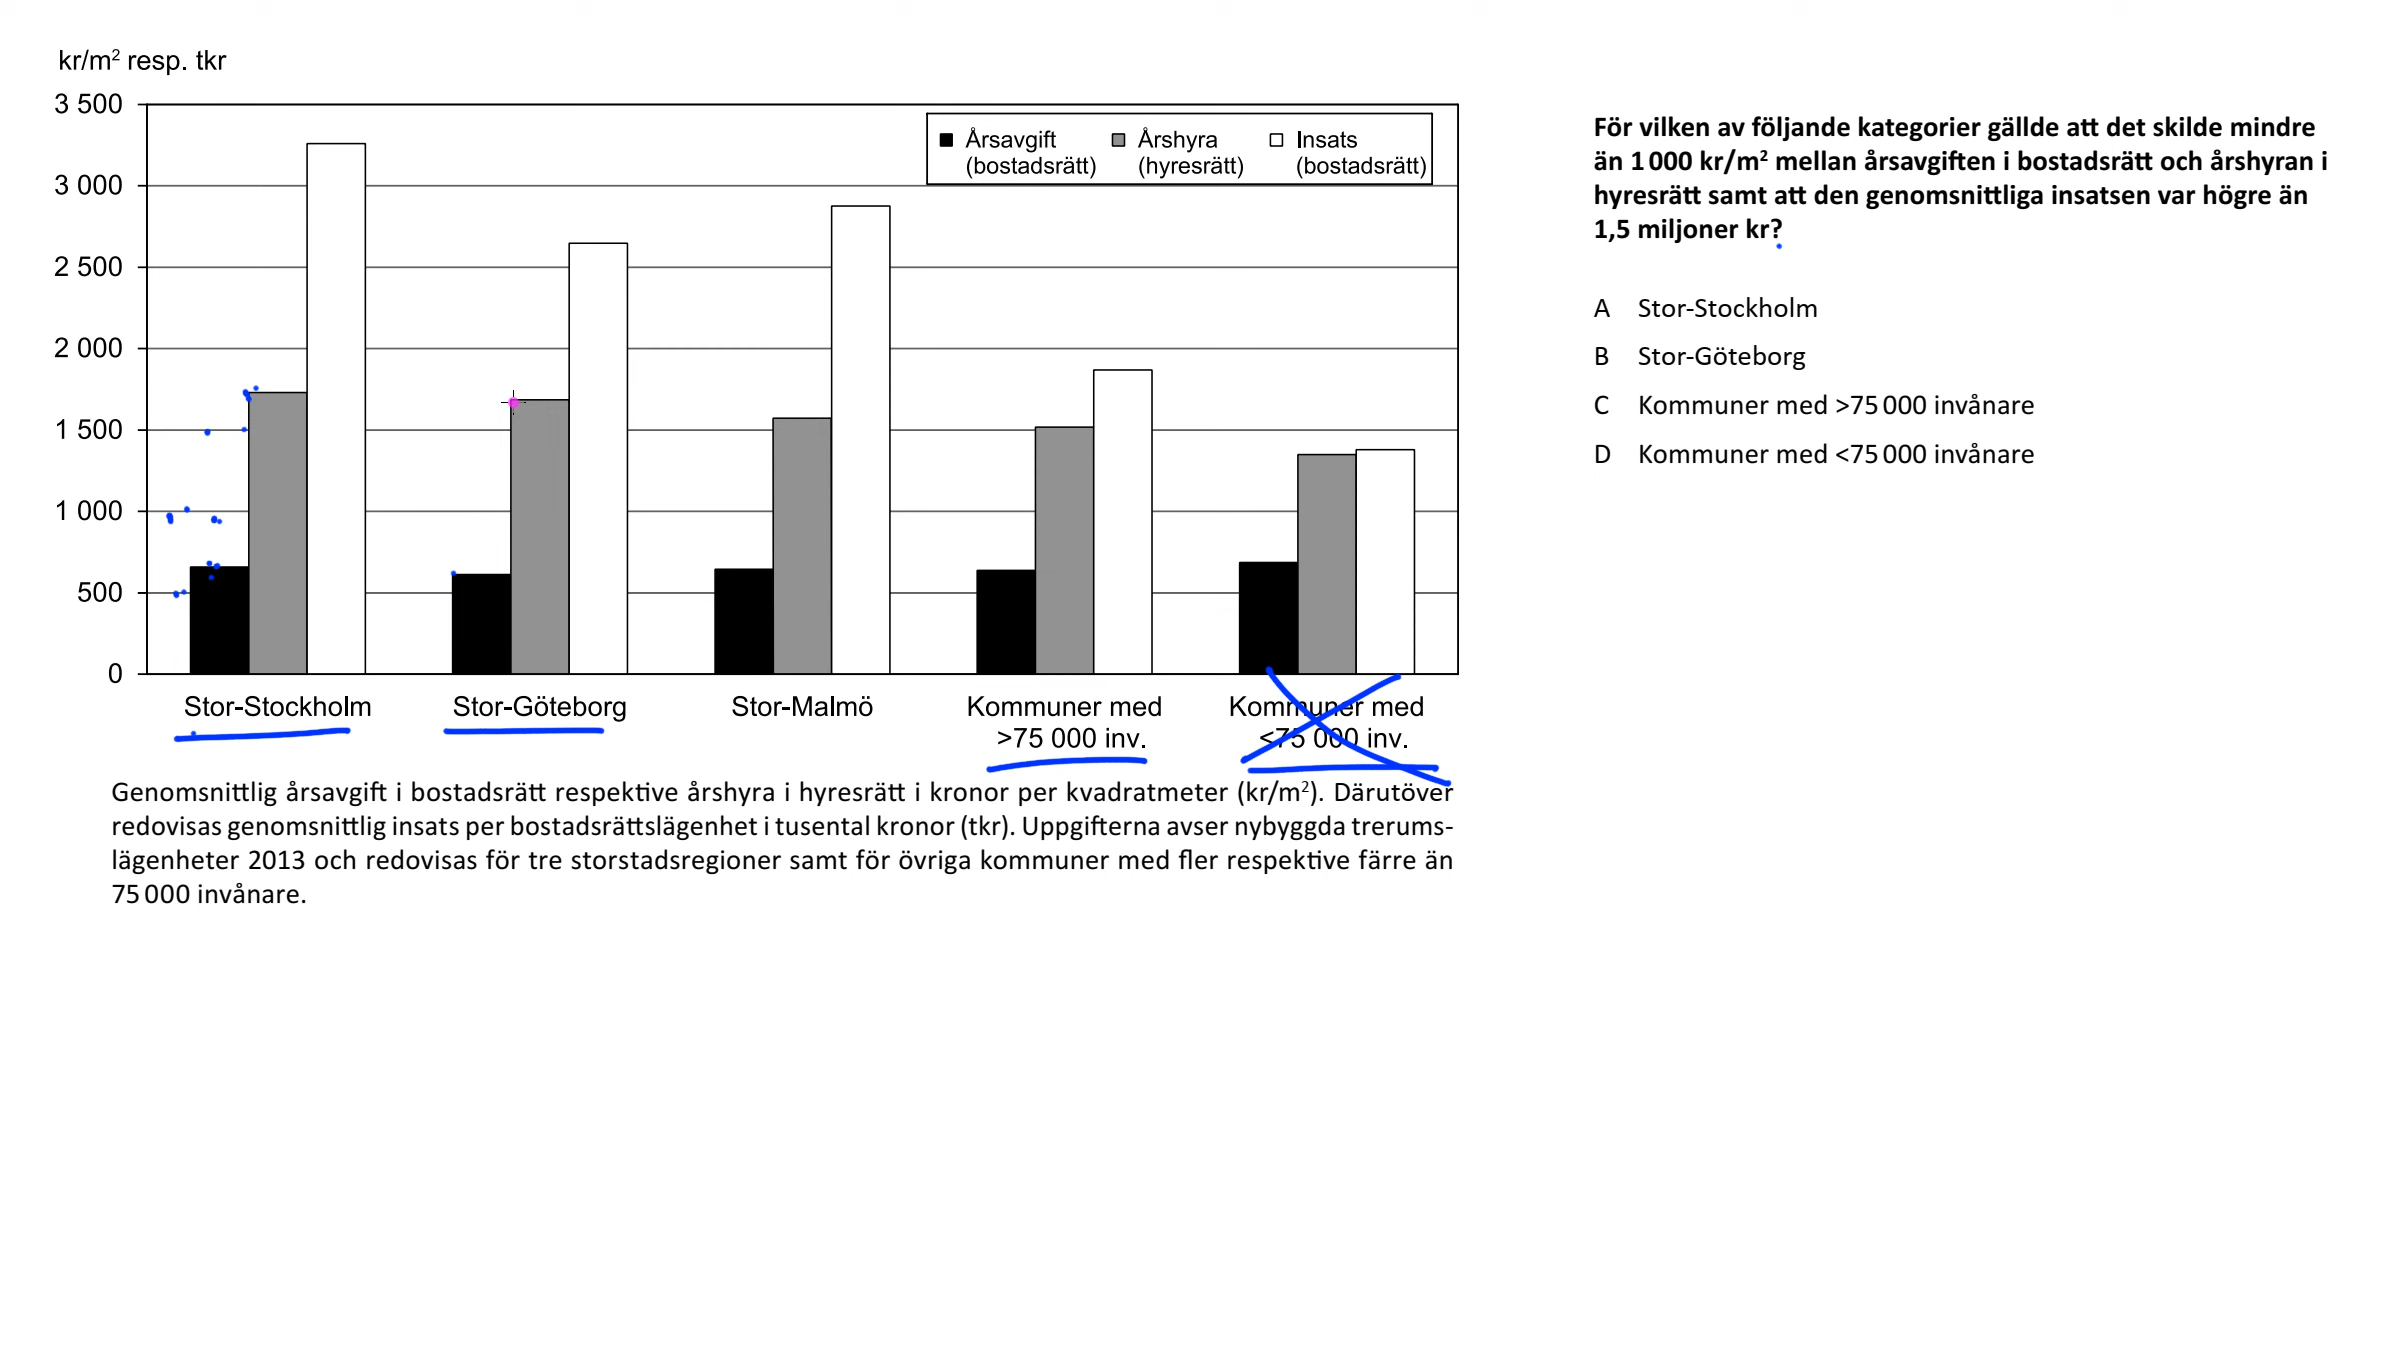 kr/m² resp. tkr
3 500
3 000
2 500
2 000
1 500
1 000
500
0
Årsavgift
(bostadsrätt)
Årshyra
(hyresrätt)
Insats
(bostadsrätt)
Stor-Stockholm
Stor-Göteborg
Stor-Malmö
Kommuner med
>75 000 inv.
Kommuner med
<75 000 inv.
Genomsnittlig årsavgift i bostadsrätt respektive årshyra i hyresrätt i kronor per kvadratmeter (kr/m²). Därutöver
redovisas genomsnittlig insats per bostadsrättslägenhet i tusental kronor (tkr). Uppgifterna avser nybyggda trerums-
lägenheter 2013 och redovisas för tre storstadsregioner samt för övriga kommuner med fler respektive färre än
75 000 invånare.
För vilken av följande kategorier gällde att det skilde mindre
än 1 000 kr/m² mellan årsavgiften i bostadsrätt och årshyran i
hyresrätt samt att den genomsnittliga insatsen var högre än
1,5 miljoner kr?
A Stor-Stockholm
B Stor-Göteborg
C Kommuner med >75 000 invånare
D Kommuner med <75 000 invånare